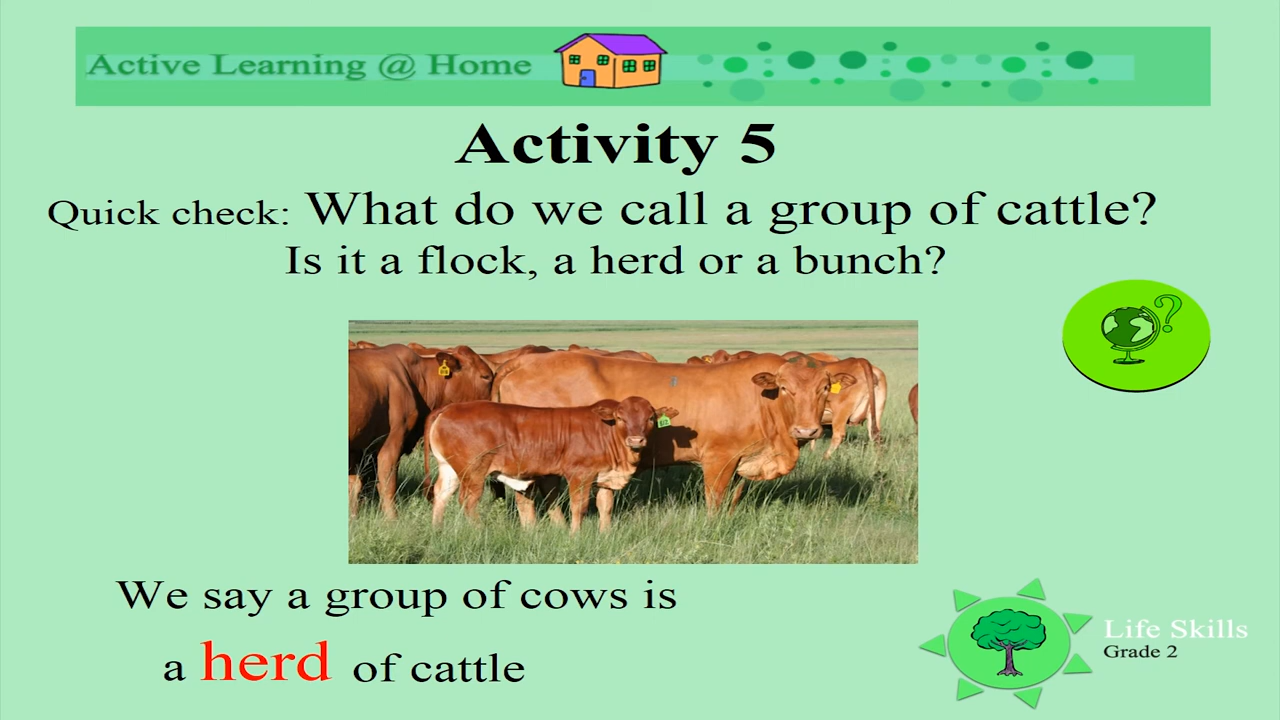 Active Learning @ Home
Activity 5
Quick check: What do we call a group of cattle?
Is it a flock, a herd or a bunch?
?
We say a group of cows is
a herd of cattle
Life Skills
Grade 2